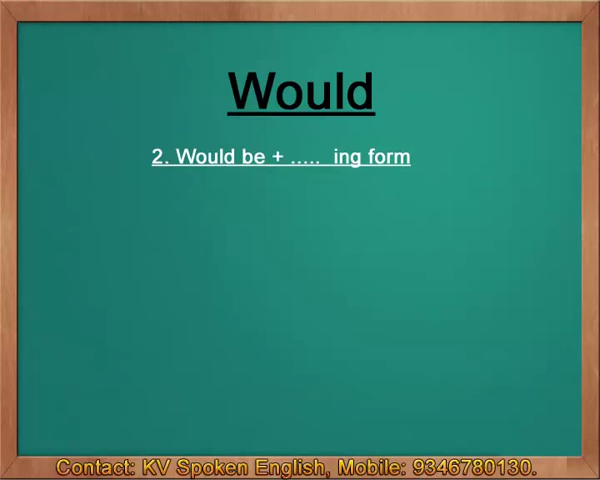 Would
2. Would be + ..... ing form
Contact: KV Spoken English, Mobile: 9346780130.